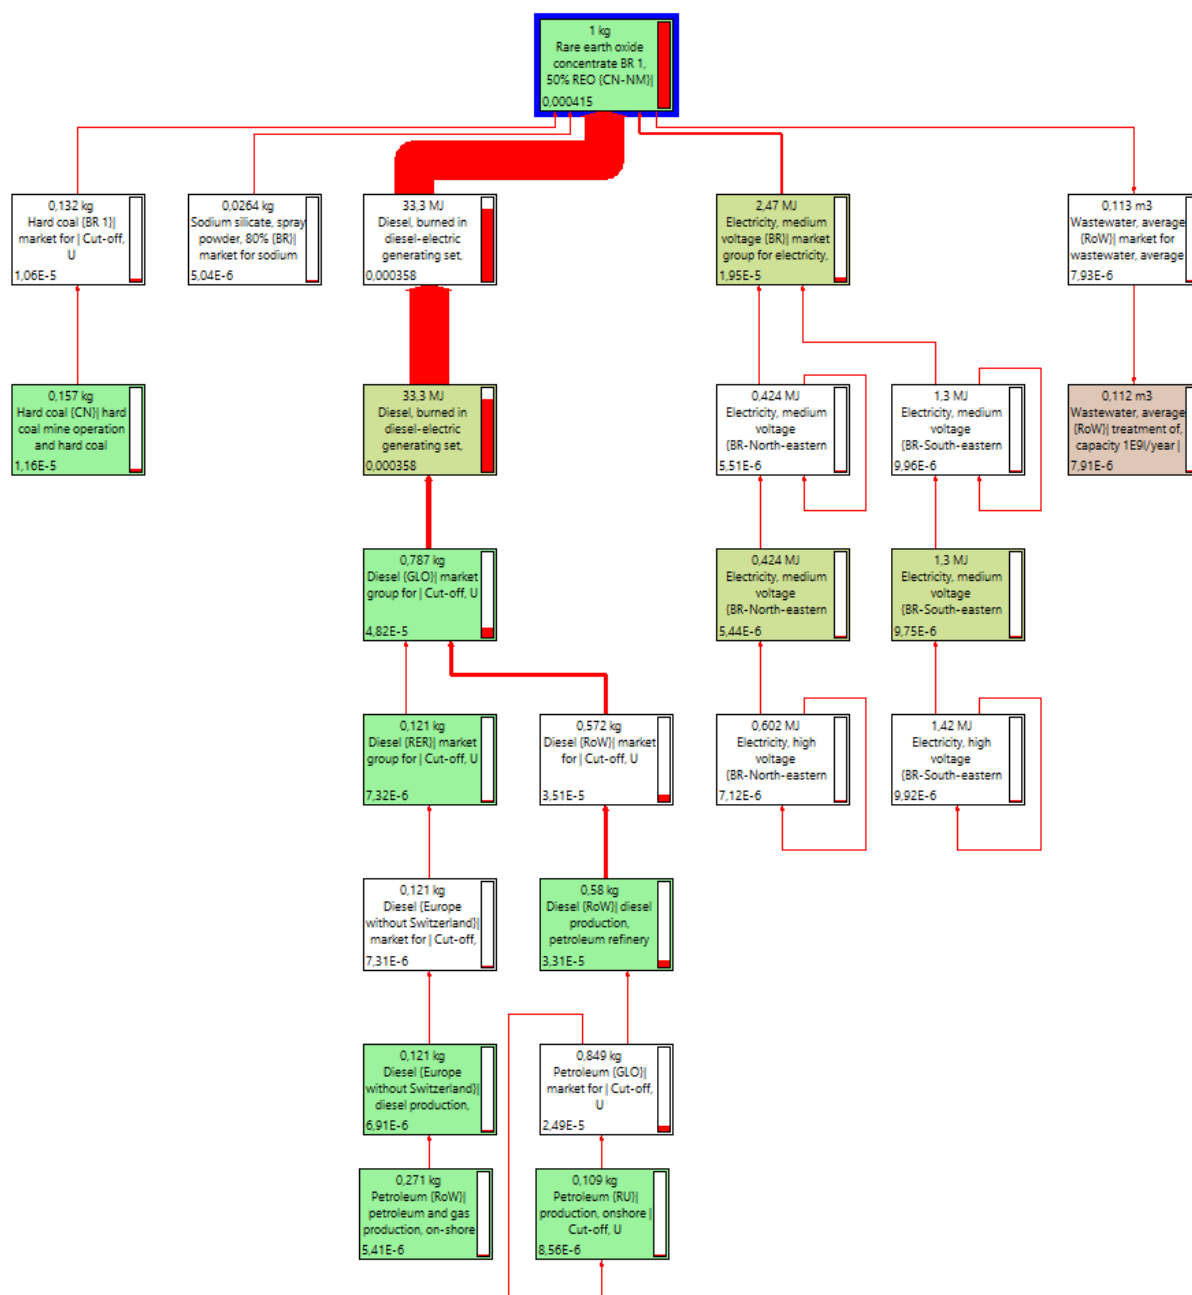 1 kg
Rare earth oxide
concentrate BR 1,
50% REO {CN-NM}|
0,000415
0,132 kg
Hard coal {BR 1}|
market for | Cut-off,
U
1,06E-5
0,0264 kg
Sodium silicate, spray
powder, 80% {BR}|
market for sodium
5,04E-6
33,3 MJ
Diesel, burned in
diesel-electric
generating set,
0,000358
2,47 MJ
Electricity, medium
voltage {BR}| market
group for electricity,
1,95E-5
0,113 m3
Wastewater, average
{RoW}| market for
wastewater, average
7,93E-6
0,157 kg
Hard coal {CN}| hard
coal mine operation
and hard coal
1,16E-5
33,3 MJ
Diesel, burned in
diesel-electric
generating set,
0,000358
0,424 MJ
Electricity, medium
voltage
{BR-North-eastern
5,51E-6
1,3 MJ
Electricity, medium
voltage
{BR-South-eastern
9,96E-6
0,112 m3
Wastewater, average
{RoW}| treatment of,
capacity 1E9l/year |
7,91E-6
0,787 kg
Diesel {GLO}| market
group for | Cut-off, U
4,82E-5
0,424 MJ
Electricity, medium
voltage
{BR-North-eastern
5,44E-6
1,3 MJ
Electricity, medium
voltage
{BR-South-eastern
9,75E-6
0,121 kg
Diesel {RER}| market
group for | Cut-off, U
7,32E-6
0,572 kg
Diesel {RoW}| market
for | Cut-off, U
3,51E-5
0,602 MJ
Electricity, high
voltage
{BR-North-eastern
7,12E-6
1,42 MJ
Electricity, high
voltage
{BR-South-eastern
9,92E-6
0,121 kg
Diesel {Europe
without Switzerland}|
market for | Cut-off,
7,31E-6
0,58 kg
Diesel {RoW}| diesel
production,
petroleum refinery
3,31E-5
0,121 kg
Diesel {Europe
without Switzerland}|
diesel production,
6,91E-6
0,849 kg
Petroleum {GLO}|
market for | Cut-off,
U
2,49E-5
0,271 kg
Petroleum {RoW}|
petroleum and gas
production, on-shore
5,41E-6
0,109 kg
Petroleum {RU}|
production, onshore |
Cut-off, U
8,56E-6